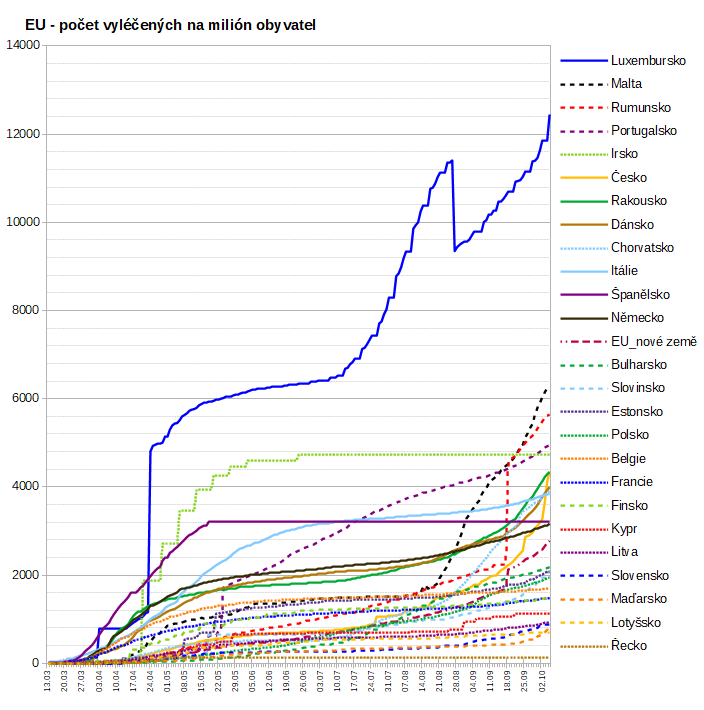 EU - počet vyléčených na milión obyvatel
14000
12000
10000
8000
6000
4000
2000
0
13.03
20.03
27.03
03.04
10.04
17.04
24.04
01.05
08.05
15.05
22.05
29.05
05.06
12.06
19.06
26.06
03.07
10.07
17.07
24.07
31.07
07.08
14.08
21.08
28.08
04.09
11.09
18.09
25.09
02.10
Luxembursko
Malta
Rumunsko
Portugalsko
Irsko
Česko
Rakousko
Dánsko
Chorvatsko
Itálie
Španělsko
Německo
EU_nové země
Bulharsko
Slovinsko
Estonsko
Polsko
Belgie
Francie
Finsko
Kypr
Litva
Slovensko
Maďarsko
Lotyšsko
Řecko